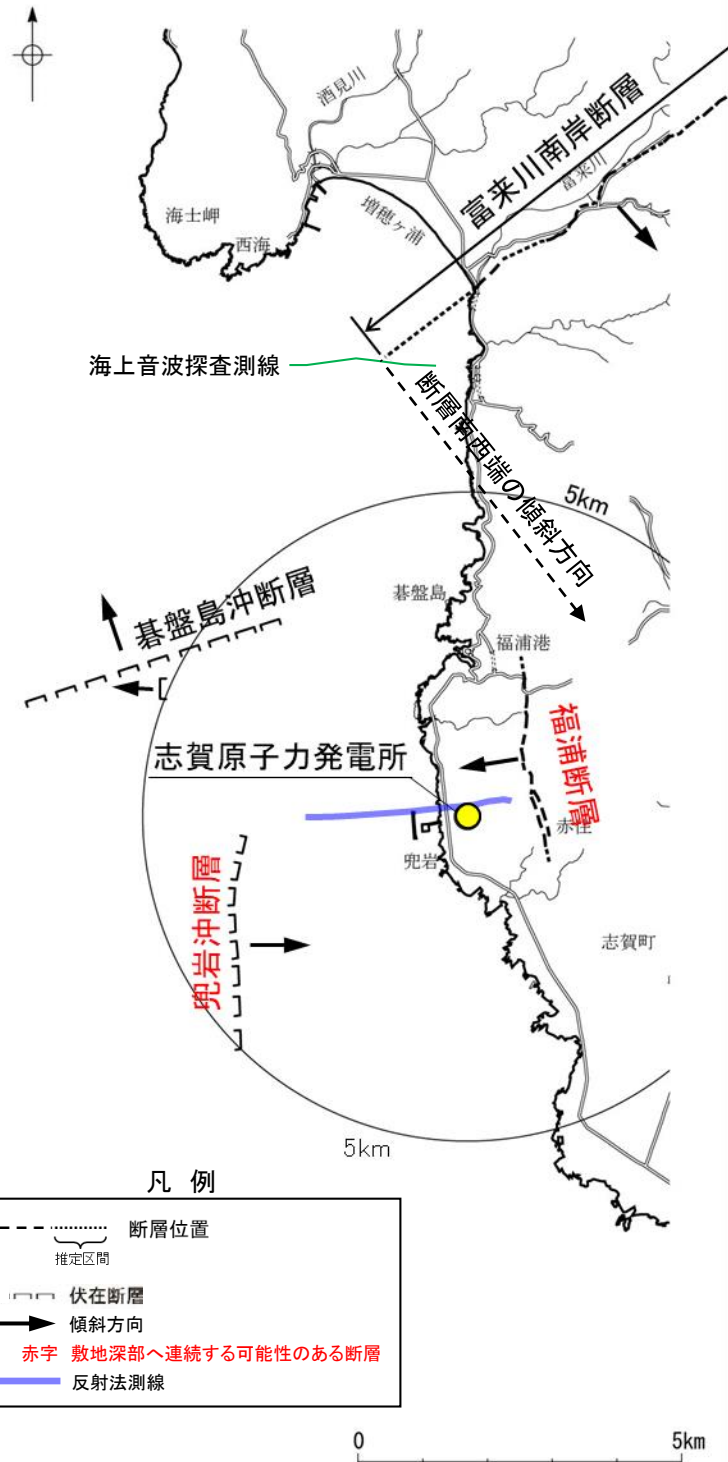 酒見川
富来川南岸断層
富来川
海士岬
増穂ヶ浦
西海
海上音波探査測線
断層南西端の傾斜方向
5km
碁盤島
碁盤島沖断層
福浦港
福浦断層
志賀原子力発電所
赤住
兜岩
兜岩沖断層
志賀町
5km
凡 例
断層位置
推定区間
伏在断層
傾斜方向
赤字 敷地深部へ連続する可能性のある断層
反射法測線
0 5km